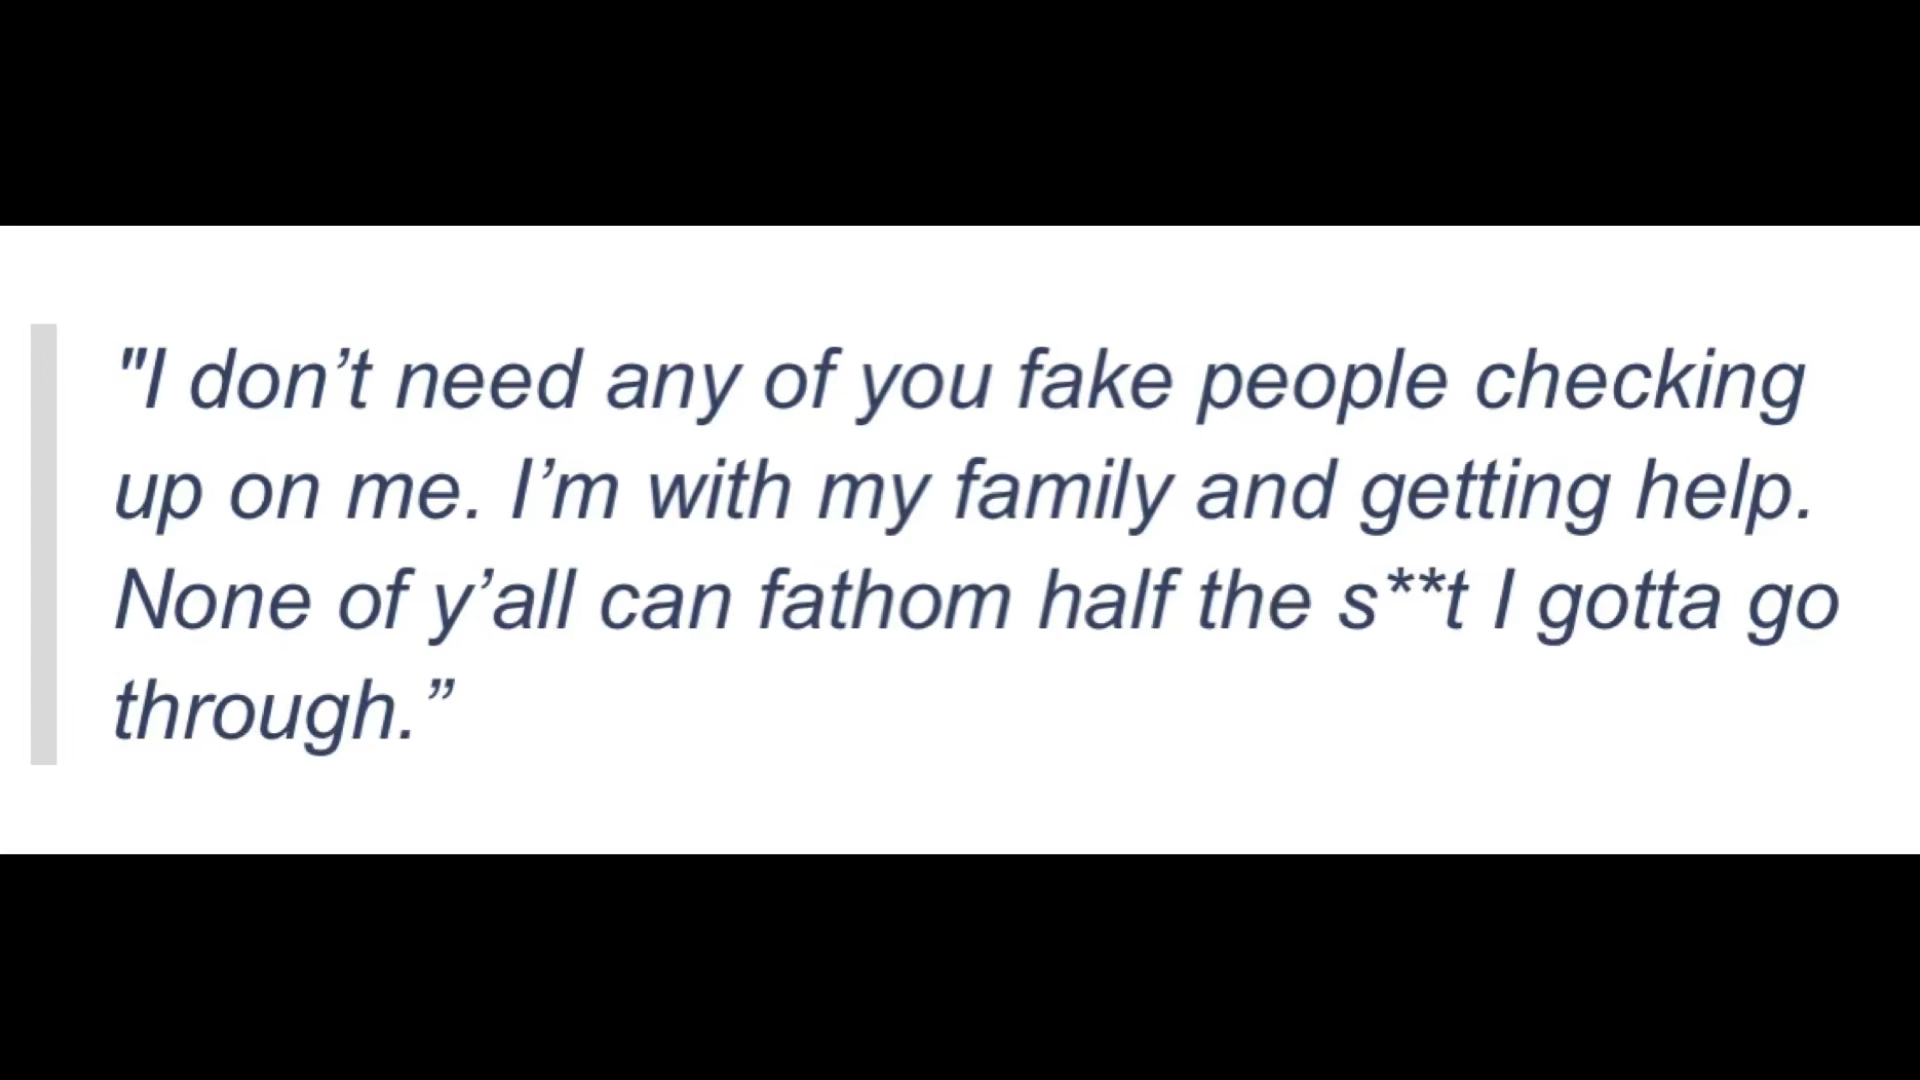 "I don’t need any of you fake people checking
up on me. I’m with my family and getting help.
None of y’all can fathom half the s**t I gotta go
through.”